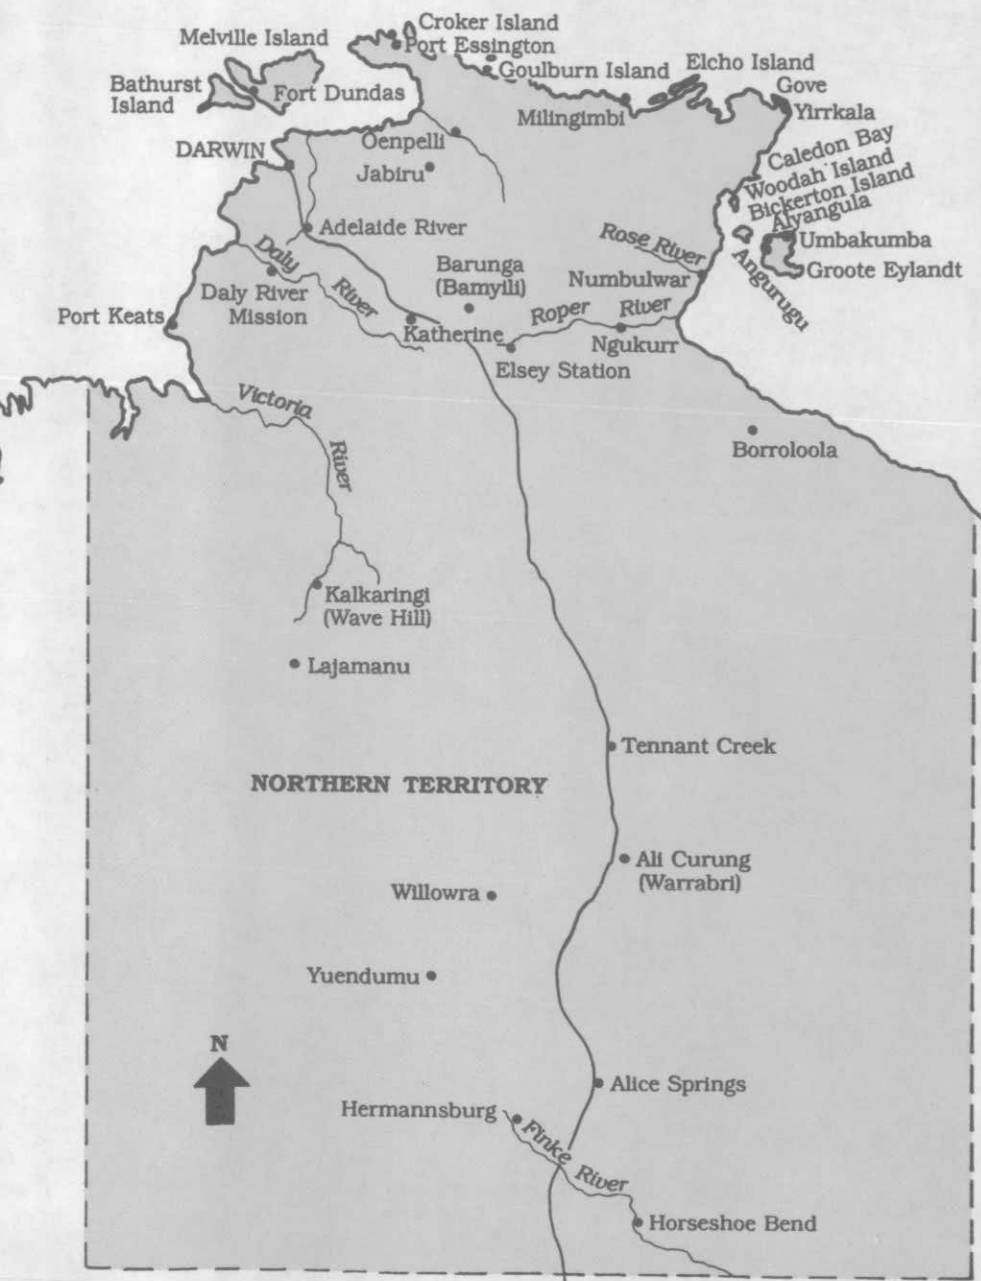 Croker Island
Port Essington
Melville Island
Goulburn Island
Elcho Island
Bathurst
Island
Fort Dundas
Gove
Milingimbi
Yirrkala
DARWIN
Oenpelli
Jabiru
Caledon Bay
Woodah Island
Bickerton Island
Alyangula
Umbakumba
Groote Eylandt
Angurugu
Adelaide River
Rose River
Numbulwar
Daly
River
Daly River
Mission
Barunga
(Bamyili)
Port Keats
Katherine
Roper River
Ngukurr
Elsey Station
Victoria
River
Borroloola
Kalkaringi
(Wave Hill)
Lajamanu
Tennant Creek
NORTHERN TERRITORY
Ali Curung
(Warrabri)
Willowra
Yuendumu
N
Alice Springs
Hermannsburg
Finke River
Horseshoe Bend